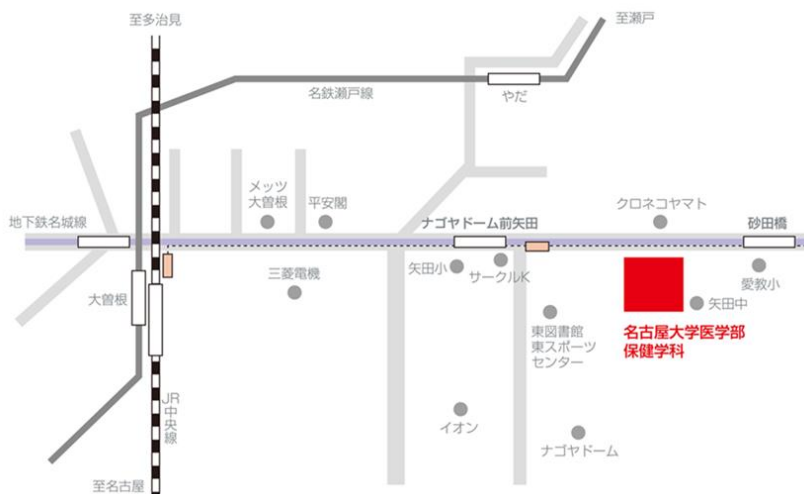 至多治見
至瀬戸
名鉄瀬戸線
やだ
メッツ
大曽根
平安閣
地下鉄名城線
ナゴヤドーム前矢田
クロネコヤマト
砂田橋
大曽根
三菱電機
矢田小
サークルK
愛教小
矢田中
東図書館
東スポーツ
センター
名古屋大学医学部
保健学科
JR中央線
イオン
ナゴヤドーム
至名古屋